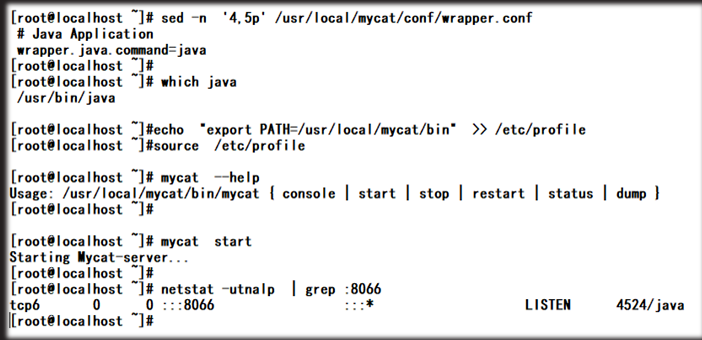 [root@localhost ~]# sed -n '4,5p' /usr/local/mycat/conf/wrapper.conf
# Java Application
wrapper.java.command=java
[root@localhost ~]#
[root@localhost ~]# which java
/usr/bin/java
[root@localhost ~]#echo "export PATH=/usr/local/mycat/bin" >> /etc/profile
[root@localhost ~]#source /etc/profile
[root@localhost ~]# mycat --help
Usage: /usr/local/mycat/bin/mycat { console | start | stop | restart | status | dump }
[root@localhost ~]#
[root@localhost ~]# mycat start
Starting Mycat-server...
[root@localhost ~]#
[root@localhost ~]# netstat -utnalp | grep :8066
tcp6 0 0 :::8066 :::* LISTEN 4524/java
[root@localhost ~]#